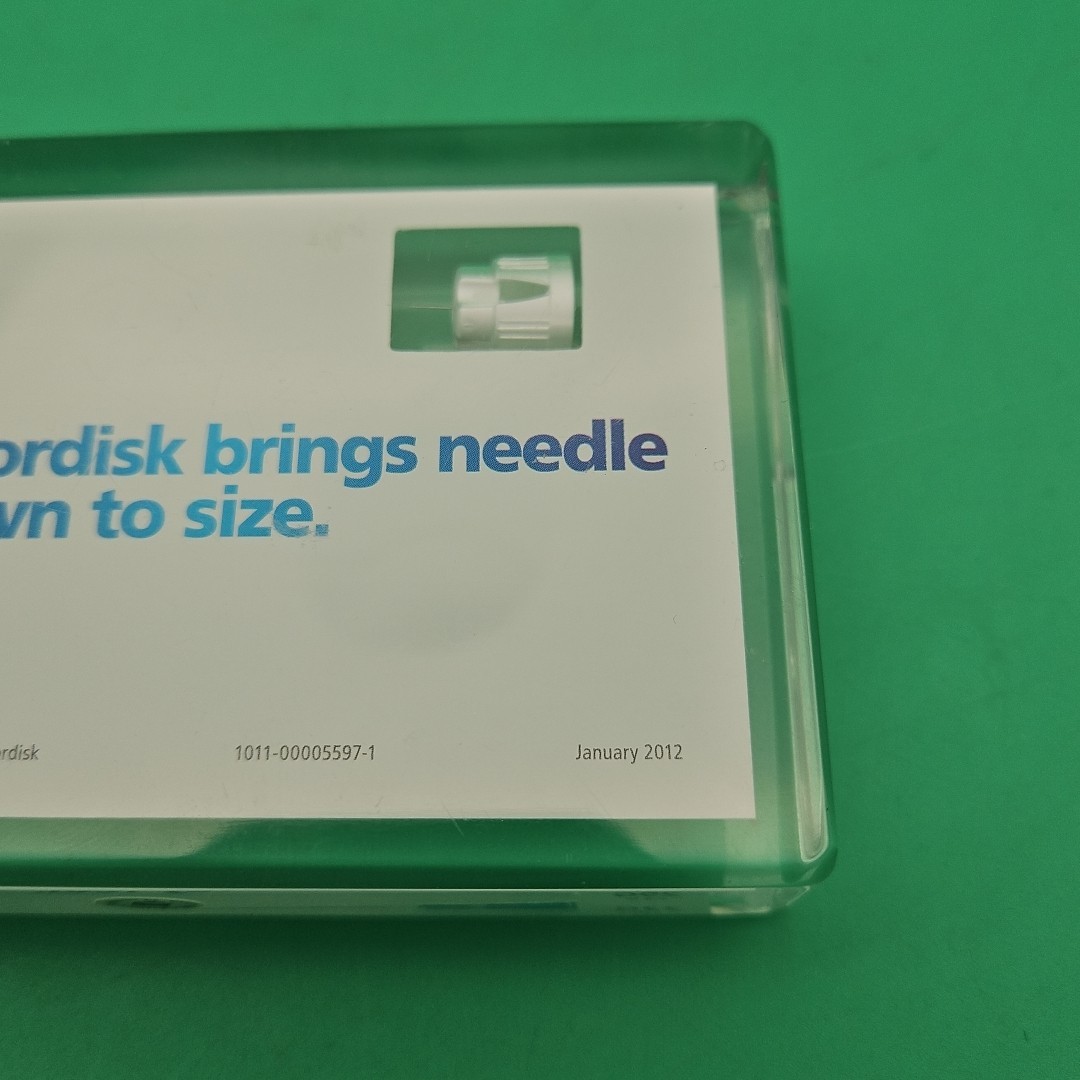 ordisk brings needle
wn to size.
rdisk 1011-00005597-1 January 2012